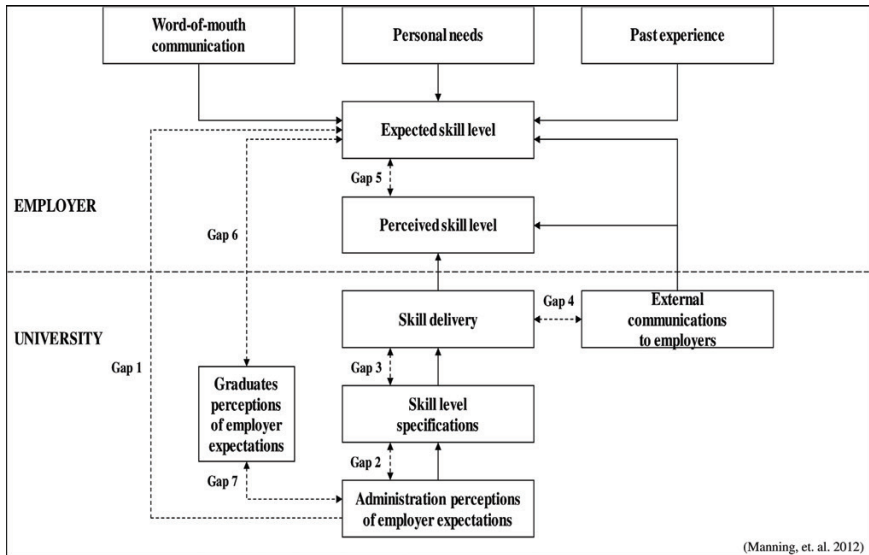 Word-of-mouth
communication
Personal needs
Past experience
Expected skill level
Gap 5
EMPLOYER
Perceived skill level
Gap 6
Skill delivery
Gap 4
External
communications
to employers
UNIVERSITY
Gap 1
Gap 3
Graduates
perceptions
of employer
expectations
Skill level
specifications
Gap 2
Gap 7
Administration perceptions
of employer expectations
(Manning, et. al. 2012)